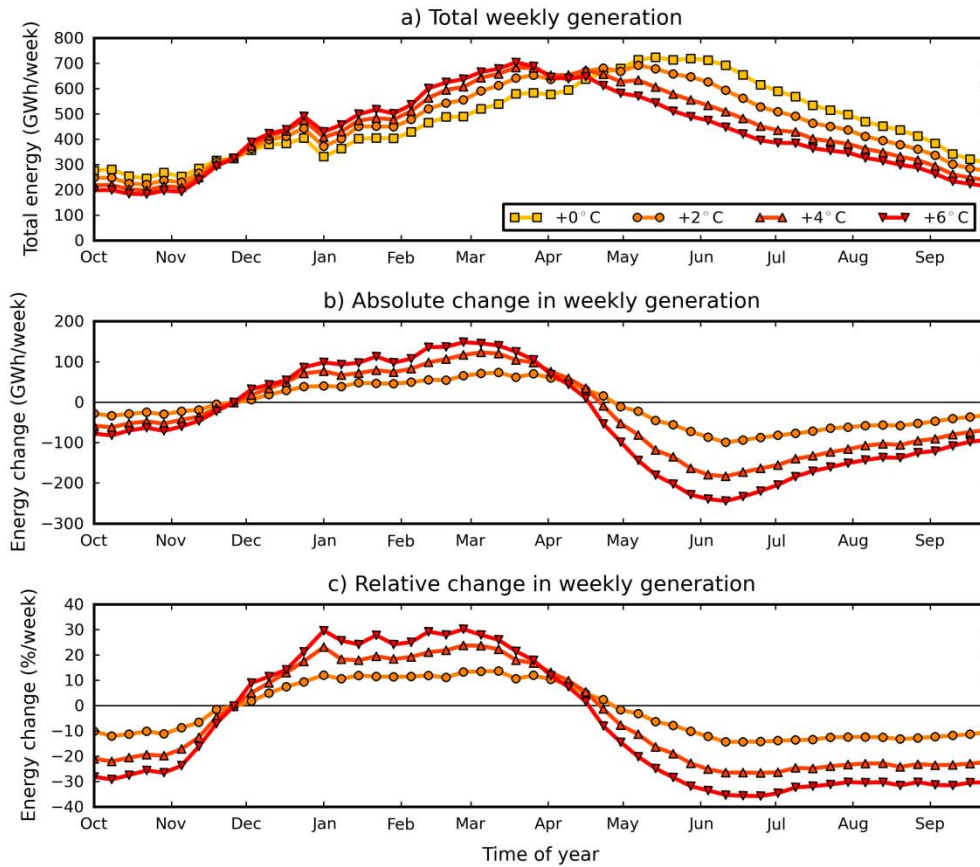 a) Total weekly generation
Total energy (GWh/week)
800
700
600
500
400
300
200
100
0
+0°C +2°C +4°C +6°C
Oct Nov Dec Jan Feb Mar Apr May Jun Jul Aug Sep
b) Absolute change in weekly generation
Energy change (GWh/week)
200
100
0
−100
−200
−300
Oct Nov Dec Jan Feb Mar Apr May Jun Jul Aug Sep
c) Relative change in weekly generation
Energy change (%/week)
40
30
20
10
0
−10
−20
−30
−40
Oct Nov Dec Jan Feb Mar Apr May Jun Jul Aug Sep
Time of year